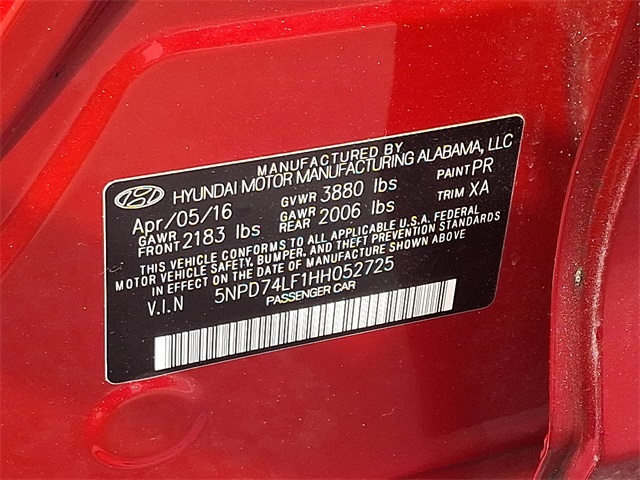 MANUFACTURED BY
HYUNDAI MOTOR MANUFACTURING ALABAMA, LLC
Apr/05/16 GVWR 3880 lbs PAINT PR
GAWR FRONT 2183 lbs GAWR REAR 2006 lbs TRIM XA
THIS VEHICLE CONFORMS TO ALL APPLICABLE U.S.A. FEDERAL
MOTOR VEHICLE SAFETY, BUMPER, AND THEFT PREVENTION STANDARDS
IN EFFECT ON THE DATE OF MANUFACTURE SHOWN ABOVE.
V.I.N 5NPD74LF1HH052725
PASSENGER CAR